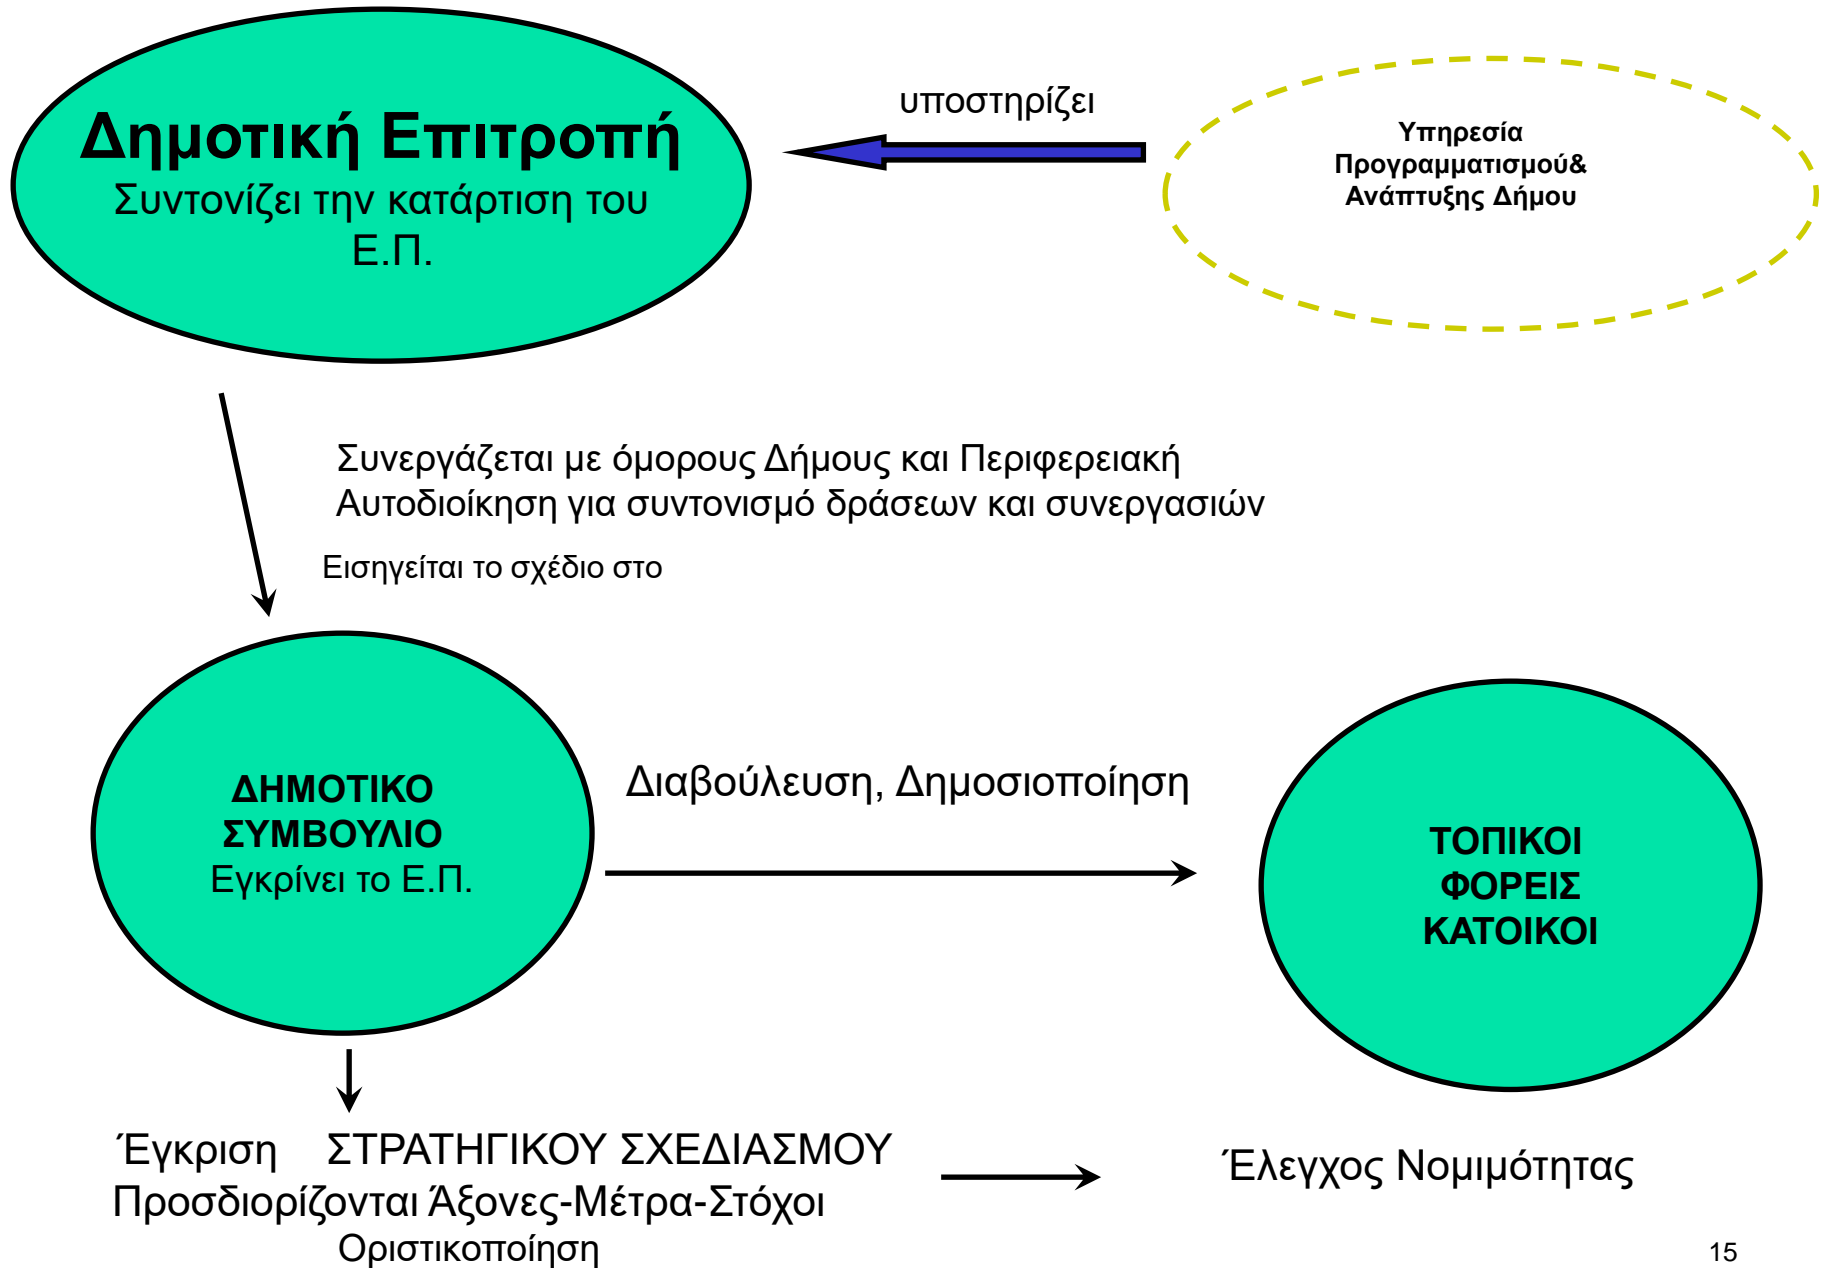 Δημοτική Επιτροπή
Συντονίζει την κατάρτιση του
Ε.Π.
υποστηρίζει
Υπηρεσία
Προγραμματισμού&
Ανάπτυξης Δήμου
Συνεργάζεται με όμορους Δήμους και Περιφερειακή
Αυτοδιοίκηση για συντονισμό δράσεων και συνεργασιών
Εισηγείται το σχέδιο στο
ΔΗΜΟΤΙΚΟ
ΣΥΜΒΟΥΛΙΟ
Εγκρίνει το Ε.Π.
Διαβούλευση, Δημοσιοποίηση
ΤΟΠΙΚΟΙ
ΦΟΡΕΙΣ
ΚΑΤΟΙΚΟΙ
Έγκριση ΣΤΡΑΤΗΓΙΚΟΥ ΣΧΕΔΙΑΣΜΟΥ
Προσδιορίζονται Άξονες-Μέτρα-Στόχοι
Οριστικοποίηση
Έλεγχος Νομιμότητας
15